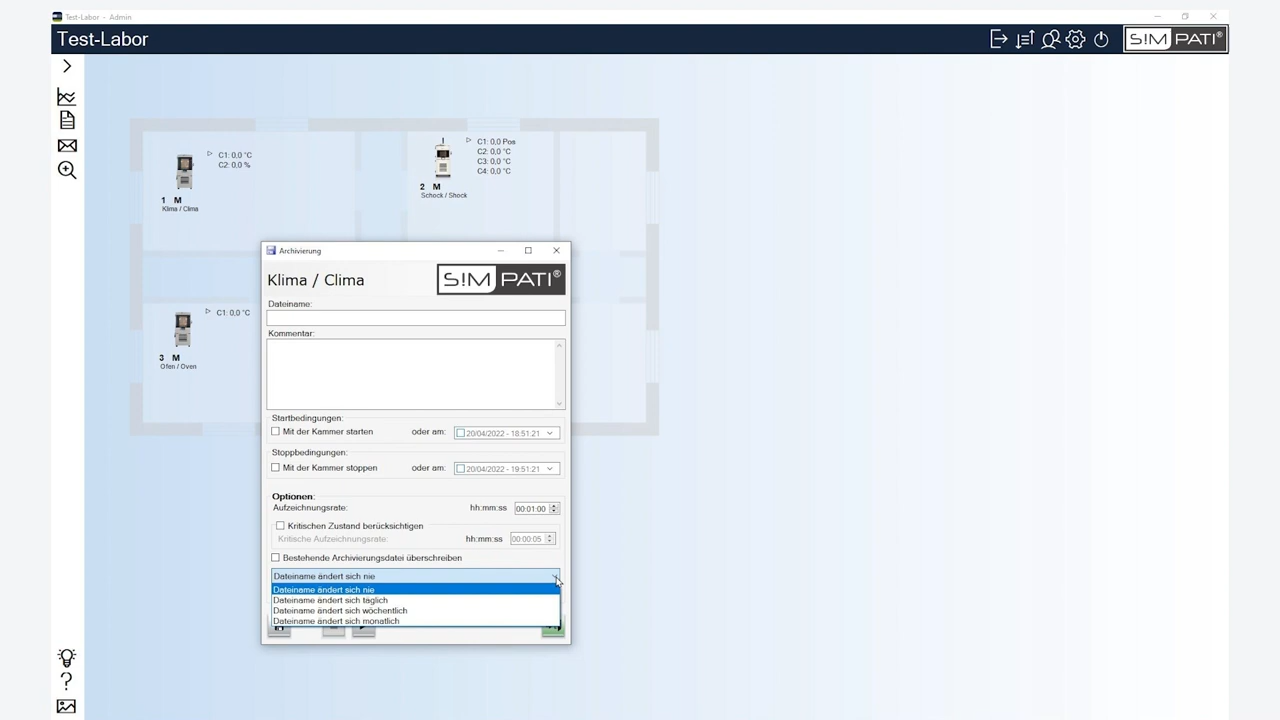 Test-Labor - Admin
Test-Labor
S!MPATI®
C1: 0,0 °C
C2: 0,0 %
1 M
Klima / Clima
C1: 0,0 Pos
C2: 0,0 °C
C3: 0,0 °C
C4: 0,0 °C
2 M
Schock / Shock
C1: 0,0 °C
3 M
Ofen / Oven
Archivierung
Klima / Clima
S!MPATI®
Dateiname:
Kommentar:
Startbedingungen:
Mit der Kammer starten oder am: 20/04/2022 - 18:51:21
Stoppbedingungen:
Mit der Kammer stoppen oder am: 20/04/2022 - 19:51:21
Optionen:
Aufzeichnungsrate: hh:mm:ss 00:01:00
Kritischen Zustand berücksichtigen
Kritische Aufzeichnungsrate: hh:mm:ss 00:00:05
Bestehende Archivierungsdatei überschreiben
Dateiname ändert sich nie
Dateiname ändert sich nie
Dateiname ändert sich täglich
Dateiname ändert sich wöchentlich
Dateiname ändert sich monatlich